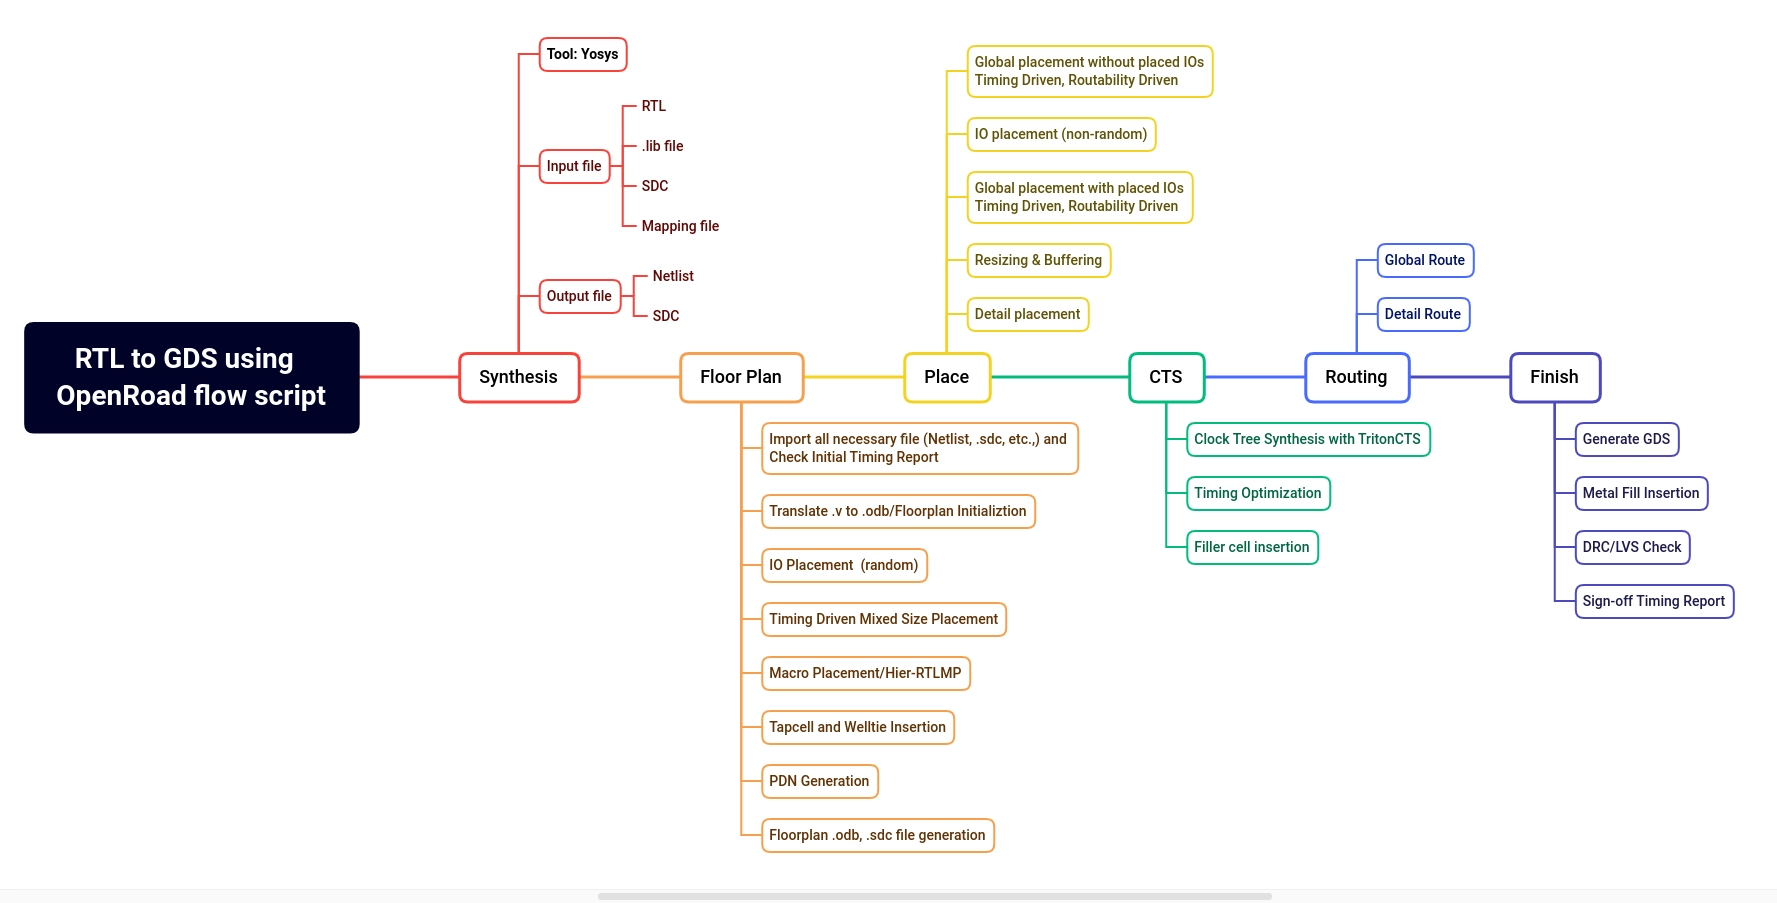 RTL to GDS using
OpenRoad flow script
Synthesis
Tool: Yosys
Input file
RTL
.lib file
SDC
Mapping file
Output file
Netlist
SDC
Floor Plan
Import all necessary file (Netlist, .sdc, etc.,) and
Check Initial Timing Report
Translate .v to .odb/Floorplan Initializtion
IO Placement  (random)
Timing Driven Mixed Size Placement
Macro Placement/Hier-RTLMP
Tapcell and Welltie Insertion
PDN Generation
Floorplan .odb, .sdc file generation
Place
Global placement without placed IOs
Timing Driven, Routability Driven
IO placement (non-random)
Global placement with placed IOs
Timing Driven, Routability Driven
Resizing & Buffering
Detail placement
CTS
Clock Tree Synthesis with TritonCTS
Timing Optimization
Filler cell insertion
Routing
Global Route
Detail Route
Finish
Generate GDS
Metal Fill Insertion
DRC/LVS Check
Sign-off Timing Report